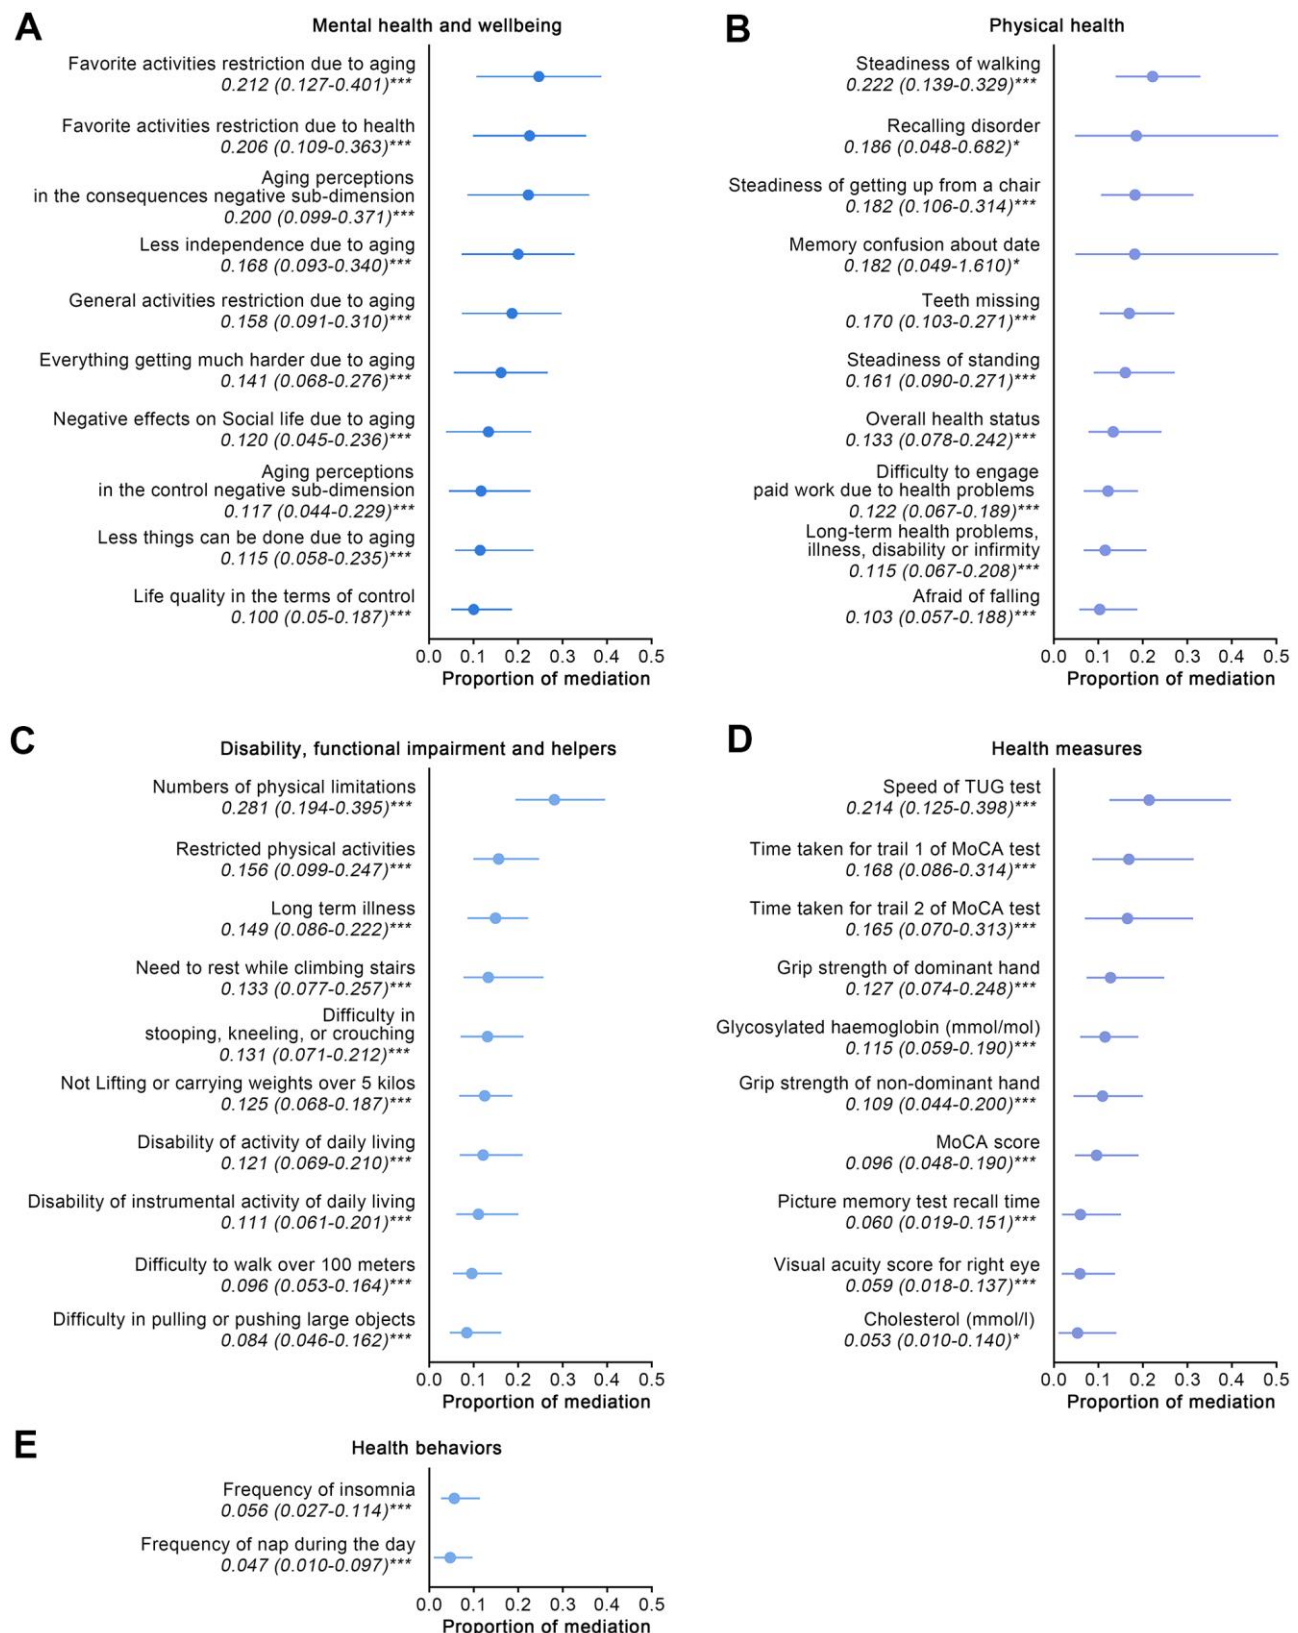 A
Mental health and wellbeing
Favorite activities restriction due to aging
0.212 (0.127-0.401)***
Favorite activities restriction due to health
0.206 (0.109-0.363)***
Aging perceptions
in the consequences negative sub-dimension
0.200 (0.099-0.371)***
Less independence due to aging
0.168 (0.093-0.340)***
General activities restriction due to aging
0.158 (0.091-0.310)***
Everything getting much harder due to aging
0.141 (0.068-0.276)***
Negative effects on Social life due to aging
0.120 (0.045-0.236)***
Aging perceptions
in the control negative sub-dimension
0.117 (0.044-0.229)***
Less things can be done due to aging
0.115 (0.058-0.235)***
Life quality in the terms of control
0.100 (0.05-0.187)***
0.0 0.1 0.2 0.3 0.4 0.5
Proportion of mediation
B
Physical health
Steadiness of walking
0.222 (0.139-0.329)***
Recalling disorder
0.186 (0.048-0.682)*
Steadiness of getting up from a chair
0.182 (0.106-0.314)***
Memory confusion about date
0.182 (0.049-1.610)*
Teeth missing
0.170 (0.103-0.271)***
Steadiness of standing
0.161 (0.090-0.271)***
Overall health status
0.133 (0.078-0.242)***
Difficulty to engage
paid work due to health problems
0.122 (0.067-0.189)***
Long-term health problems,
illness, disability or infirmity
0.115 (0.067-0.208)***
Afraid of falling
0.103 (0.057-0.188)***
0.0 0.1 0.2 0.3 0.4 0.5
Proportion of mediation
C
Disability, functional impairment and helpers
Numbers of physical limitations
0.281 (0.194-0.395)***
Restricted physical activities
0.156 (0.099-0.247)***
Long term illness
0.149 (0.086-0.222)***
Need to rest while climbing stairs
0.133 (0.077-0.257)***
Difficulty in
stooping, kneeling, or crouching
0.131 (0.071-0.212)***
Not Lifting or carrying weights over 5 kilos
0.125 (0.068-0.187)***
Disability of activity of daily living
0.121 (0.069-0.210)***
Disability of instrumental activity of daily living
0.111 (0.061-0.201)***
Difficulty to walk over 100 meters
0.096 (0.053-0.164)***
Difficulty in pulling or pushing large objects
0.084 (0.046-0.162)***
0.0 0.1 0.2 0.3 0.4 0.5
Proportion of mediation
D
Health measures
Speed of TUG test
0.214 (0.125-0.398)***
Time taken for trail 1 of MoCA test
0.168 (0.086-0.314)***
Time taken for trail 2 of MoCA test
0.165 (0.070-0.313)***
Grip strength of dominant hand
0.127 (0.074-0.248)***
Glycosylated haemoglobin (mmol/mol)
0.115 (0.059-0.190)***
Grip strength of non-dominant hand
0.109 (0.044-0.200)***
MoCA score
0.096 (0.048-0.190)***
Picture memory test recall time
0.060 (0.019-0.151)***
Visual acuity score for right eye
0.059 (0.018-0.137)***
Cholesterol (mmol/l)
0.053 (0.010-0.140)*
0.0 0.1 0.2 0.3 0.4 0.5
Proportion of mediation
E
Health behaviors
Frequency of insomnia
0.056 (0.027-0.114)***
Frequency of nap during the day
0.047 (0.010-0.097)***
0.0 0.1 0.2 0.3 0.4 0.5
Proportion of mediation